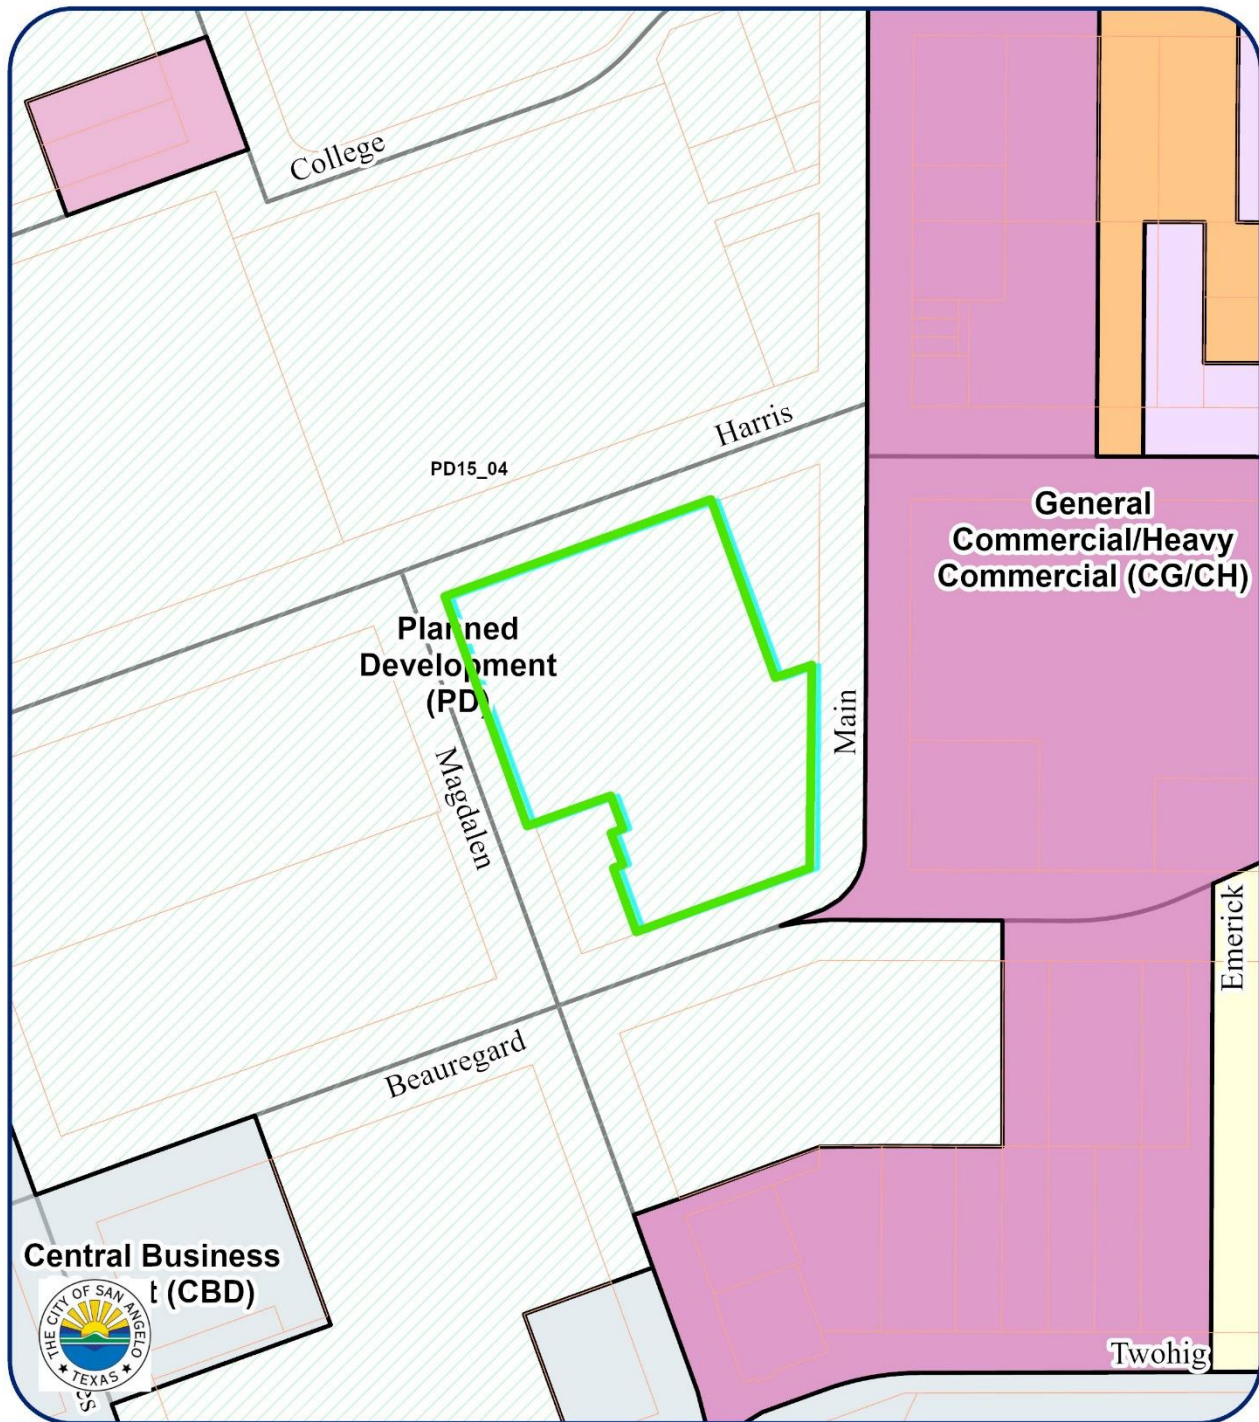 College
Harris
PD15_04
General
Commercial/Heavy
Commercial (CG/CH)
Planned
Development
(PD)
Main
Magdalen
Emerick
Beauregard
Central Business
t (CBD)
THE CITY OF SAN ANGELO
TEXAS
es
Twohig